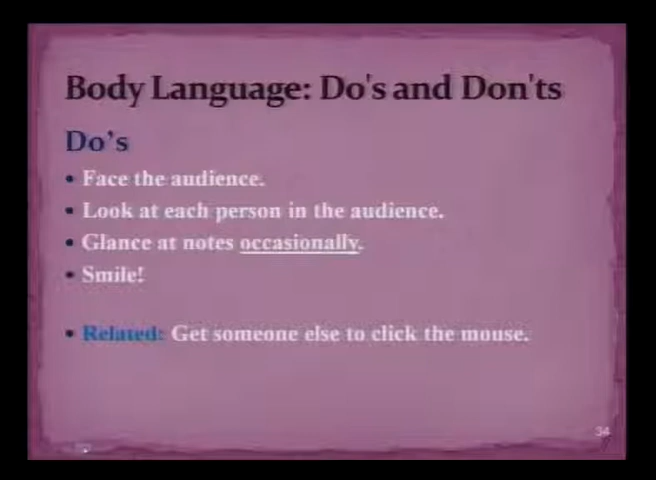 Body Language: Do's and Don'ts
Do's
• Face the audience.
• Look at each person in the audience.
• Glance at notes occasionally.
• Smile!
• Related: Get someone else to click the mouse.
34